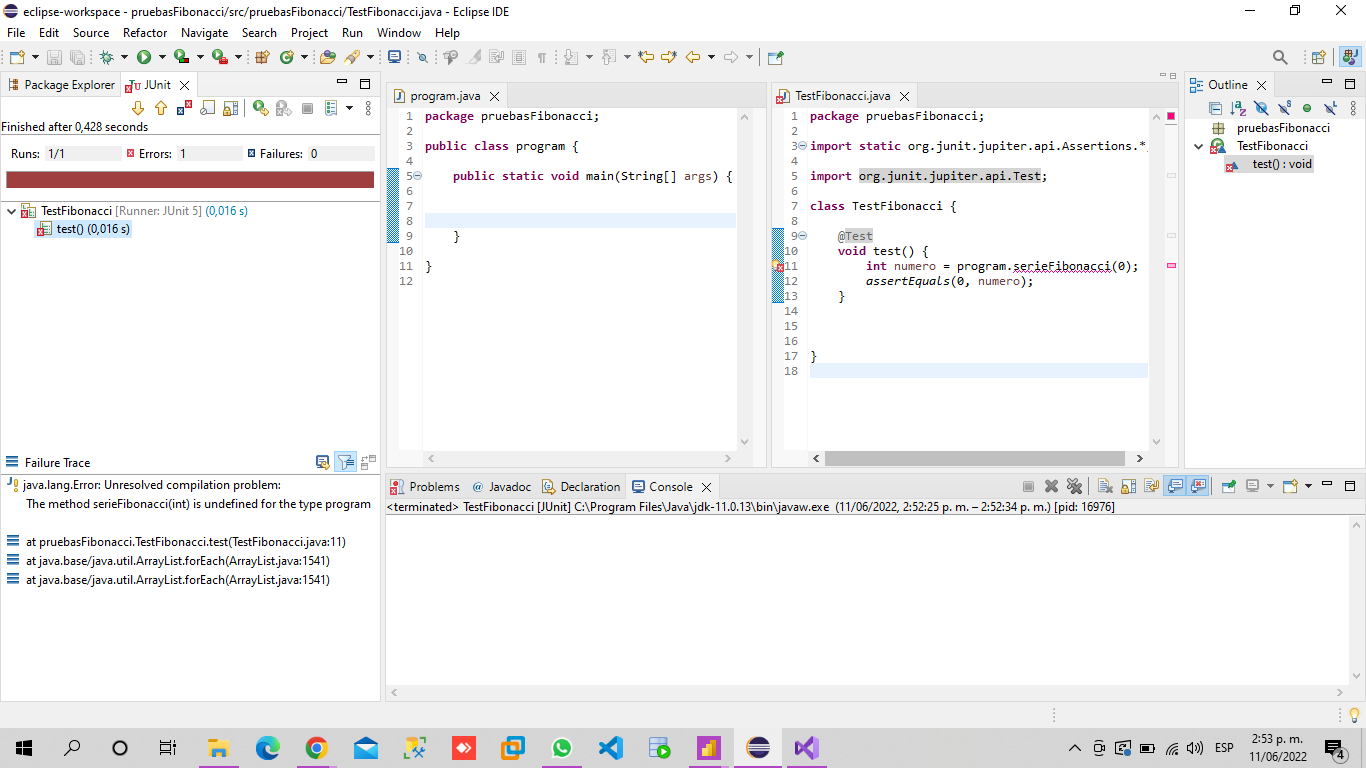 eclipse-workspace - pruebasFibonacci/src/pruebasFibonacci/TestFibonacci.java - Eclipse IDE
File Edit Source Refactor Navigate Search Project Run Window Help
Package Explorer JUnit
Finished after 0,428 seconds
Runs: 1/1 Errors: 1 Failures: 0
TestFibonacci [Runner: JUnit 5] (0,016 s)
test() (0,016 s)
Failure Trace
java.lang.Error: Unresolved compilation problem:
The method serieFibonacci(int) is undefined for the type program
at pruebasFibonacci.TestFibonacci.test(TestFibonacci.java:11)
at java.base/java.util.ArrayList.forEach(ArrayList.java:1541)
at java.base/java.util.ArrayList.forEach(ArrayList.java:1541)
program.java
1 package pruebasFibonacci;
2
3 public class program {
4
5 public static void main(String[] args) {
6
7
8
9 }
10
11 }
12
TestFibonacci.java
1 package pruebasFibonacci;
2
3 import static org.junit.jupiter.api.Assertions.*
4
5 import org.junit.jupiter.api.Test;
6
7 class TestFibonacci {
8
9 @Test
10 void test() {
11 int numero = program.serieFibonacci(0);
12 assertEquals(0, numero);
13 }
14
15
16
17 }
18
Outline
pruebasFibonacci
TestFibonacci
test() : void
Problems Javadoc Declaration Console
<terminated> TestFibonacci [JUnit] C:\Program Files\Java\jdk-11.0.13\bin\javaw.exe (11/06/2022, 2:52:25 p. m. – 2:52:34 p. m.) [pid: 16976]
ESP
2:53 p. m.
11/06/2022
4